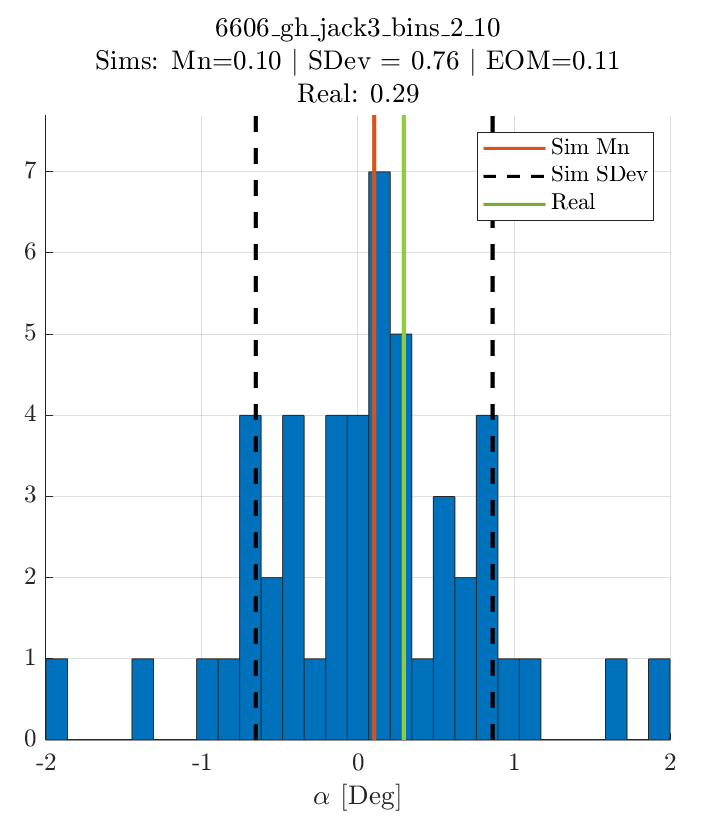 6606_gh_jack3_bins_2_10
Sims: Mn=0.10 | SDev = 0.76 | EOM=0.11
Real: 0.29
Sim Mn
Sim SDev
Real
7
6
5
4
3
2
1
0
-2 -1 0 1 2
α [Deg]